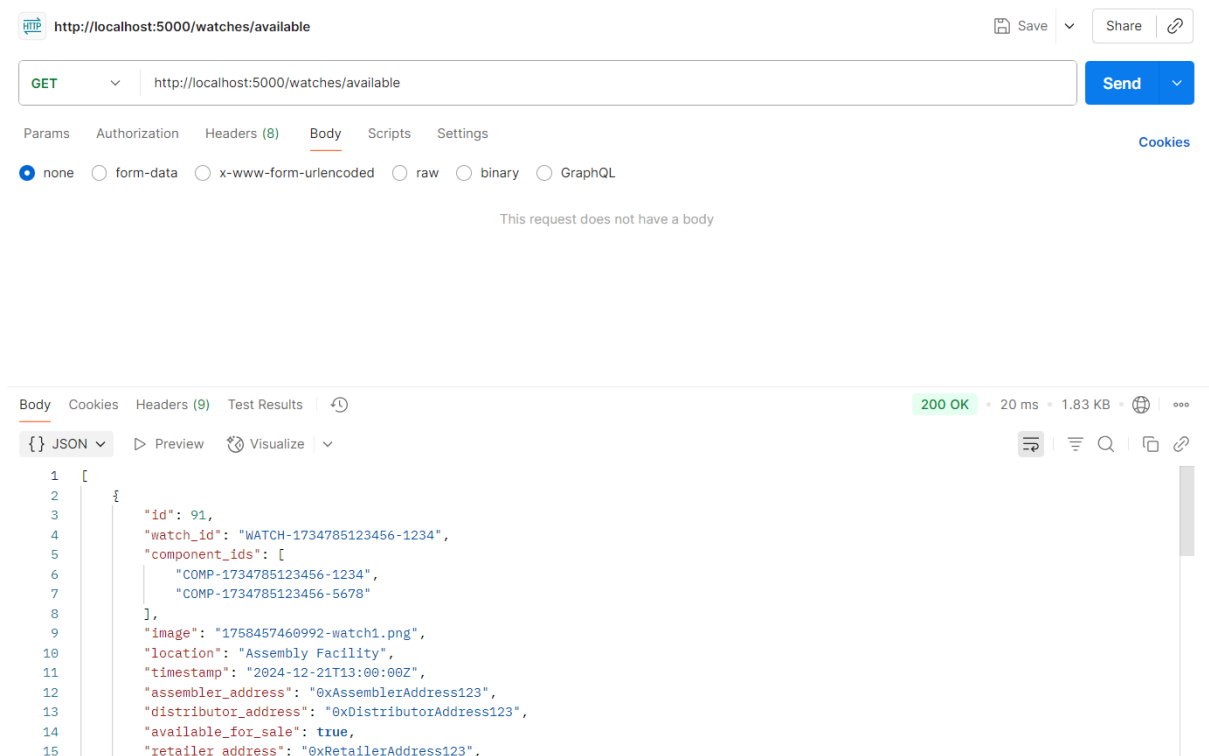 HTTP http://localhost:5000/watches/available Save Share
GET http://localhost:5000/watches/available Send
Params Authorization Headers (8) Body Scripts Settings Cookies
none form-data x-www-form-urlencoded raw binary GraphQL
This request does not have a body
Body Cookies Headers (9) Test Results 200 OK • 20 ms • 1.83 KB •
{} JSON Preview Visualize
1 [
2 {
3 "id": 91,
4 "watch_id": "WATCH-1734785123456-1234",
5 "component_ids": [
6 "COMP-1734785123456-1234",
7 "COMP-1734785123456-5678"
8 ],
9 "image": "1758457460992-watch1.png",
10 "location": "Assembly Facility",
11 "timestamp": "2024-12-21T13:00:00Z",
12 "assembler_address": "0xAssemblerAddress123",
13 "distributor_address": "0xDistributorAddress123",
14 "available_for_sale": true,
15 "retailer_address": "0xRetailerAddress123",